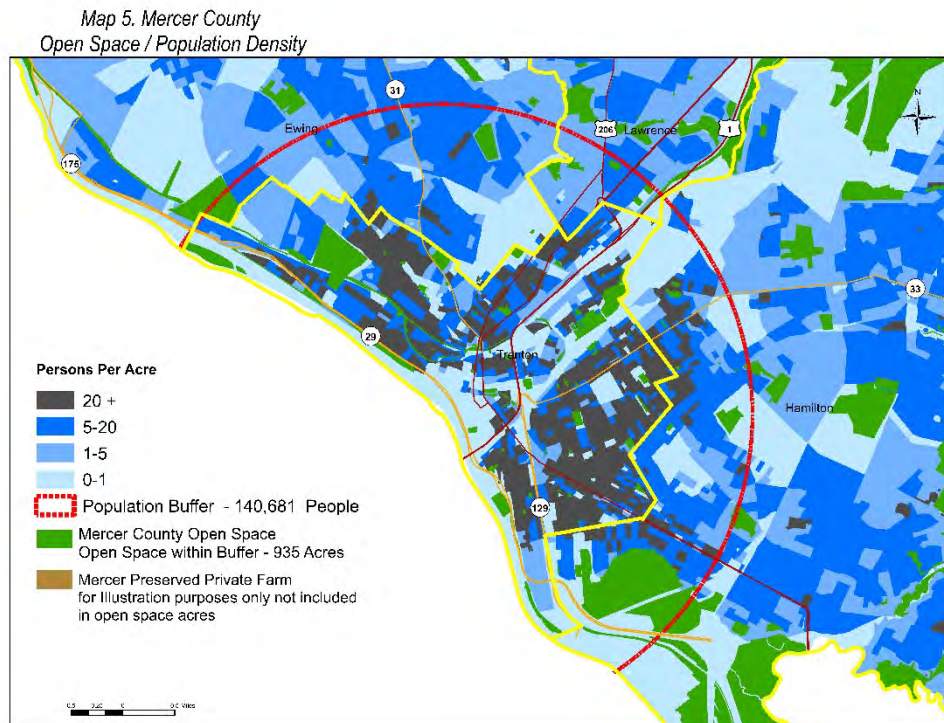 Map 5. Mercer County
Open Space / Population Density
N
31
Ewing
206
Lawrence
1
175
33
29
Trenton
Hamilton
129
Persons Per Acre
20 +
5-20
1-5
0-1
Population Buffer - 140,681 People
Mercer County Open Space
Open Space within Buffer - 935 Acres
Mercer Preserved Private Farm
for Illustration purposes only not included
in open space acres